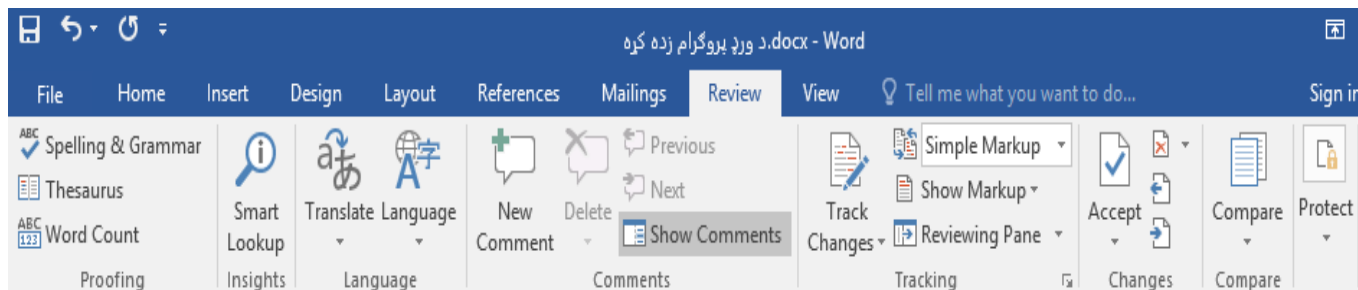 د ورډ پروګرام زده کړه.docx - Word
File Home Insert Design Layout References Mailings Review View Tell me what you want to do... Sign in
ABC Spelling & Grammar
Thesaurus
ABC 123 Word Count
Proofing
Smart Lookup
Insights
Translate Language
Language
New Comment
Delete
Previous
Next
Show Comments
Comments
Track Changes
Simple Markup
Show Markup
Reviewing Pane
Tracking
Accept
Changes
Compare
Compare
Protect